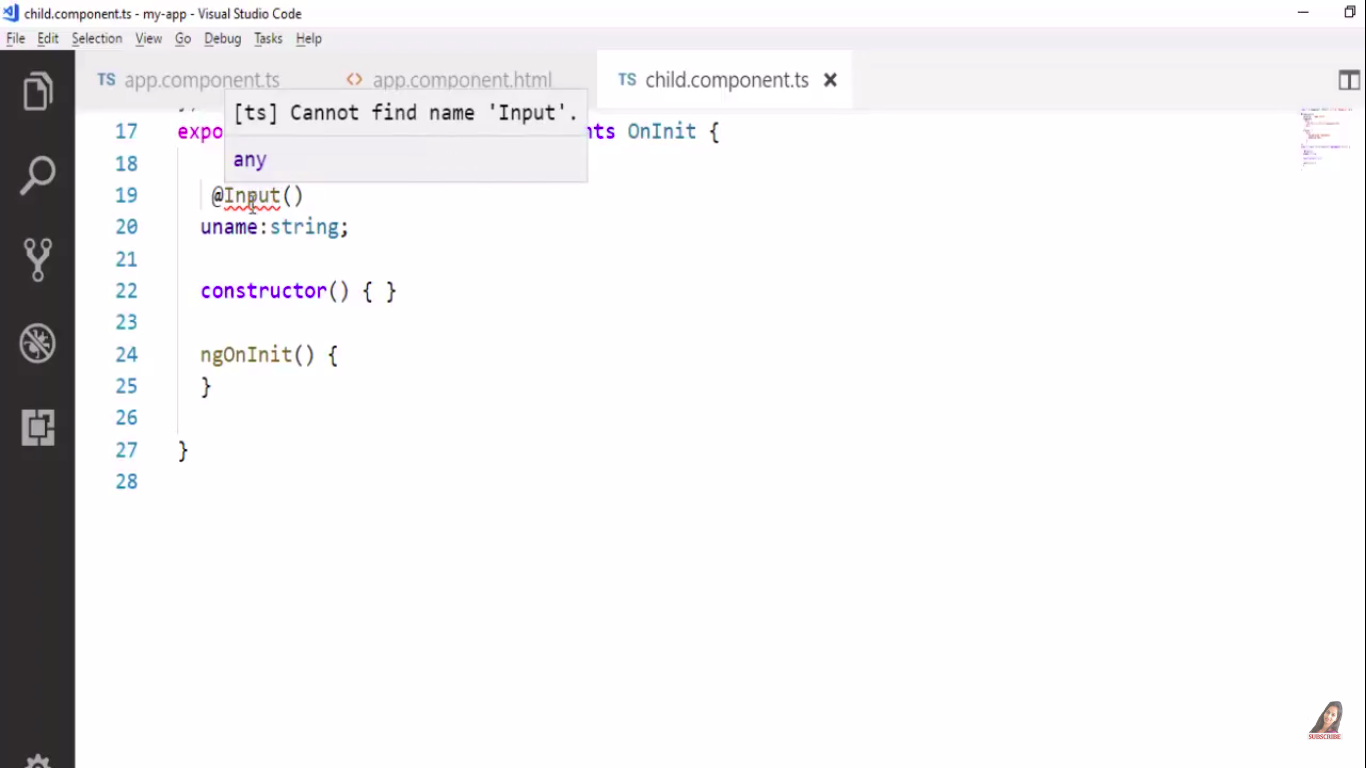 child.component.ts - my-app - Visual Studio Code
File Edit Selection View Go Debug Tasks Help
TS app.component.ts <> app.component.html TS child.component.ts ×
[ts] Cannot find name 'Input'.
any
17 expo nts OnInit {
18
19 @Input()
20 uname:string;
21
22 constructor() { }
23
24 ngOnInit() {
25 }
26
27 }
28
SUBSCRIBE